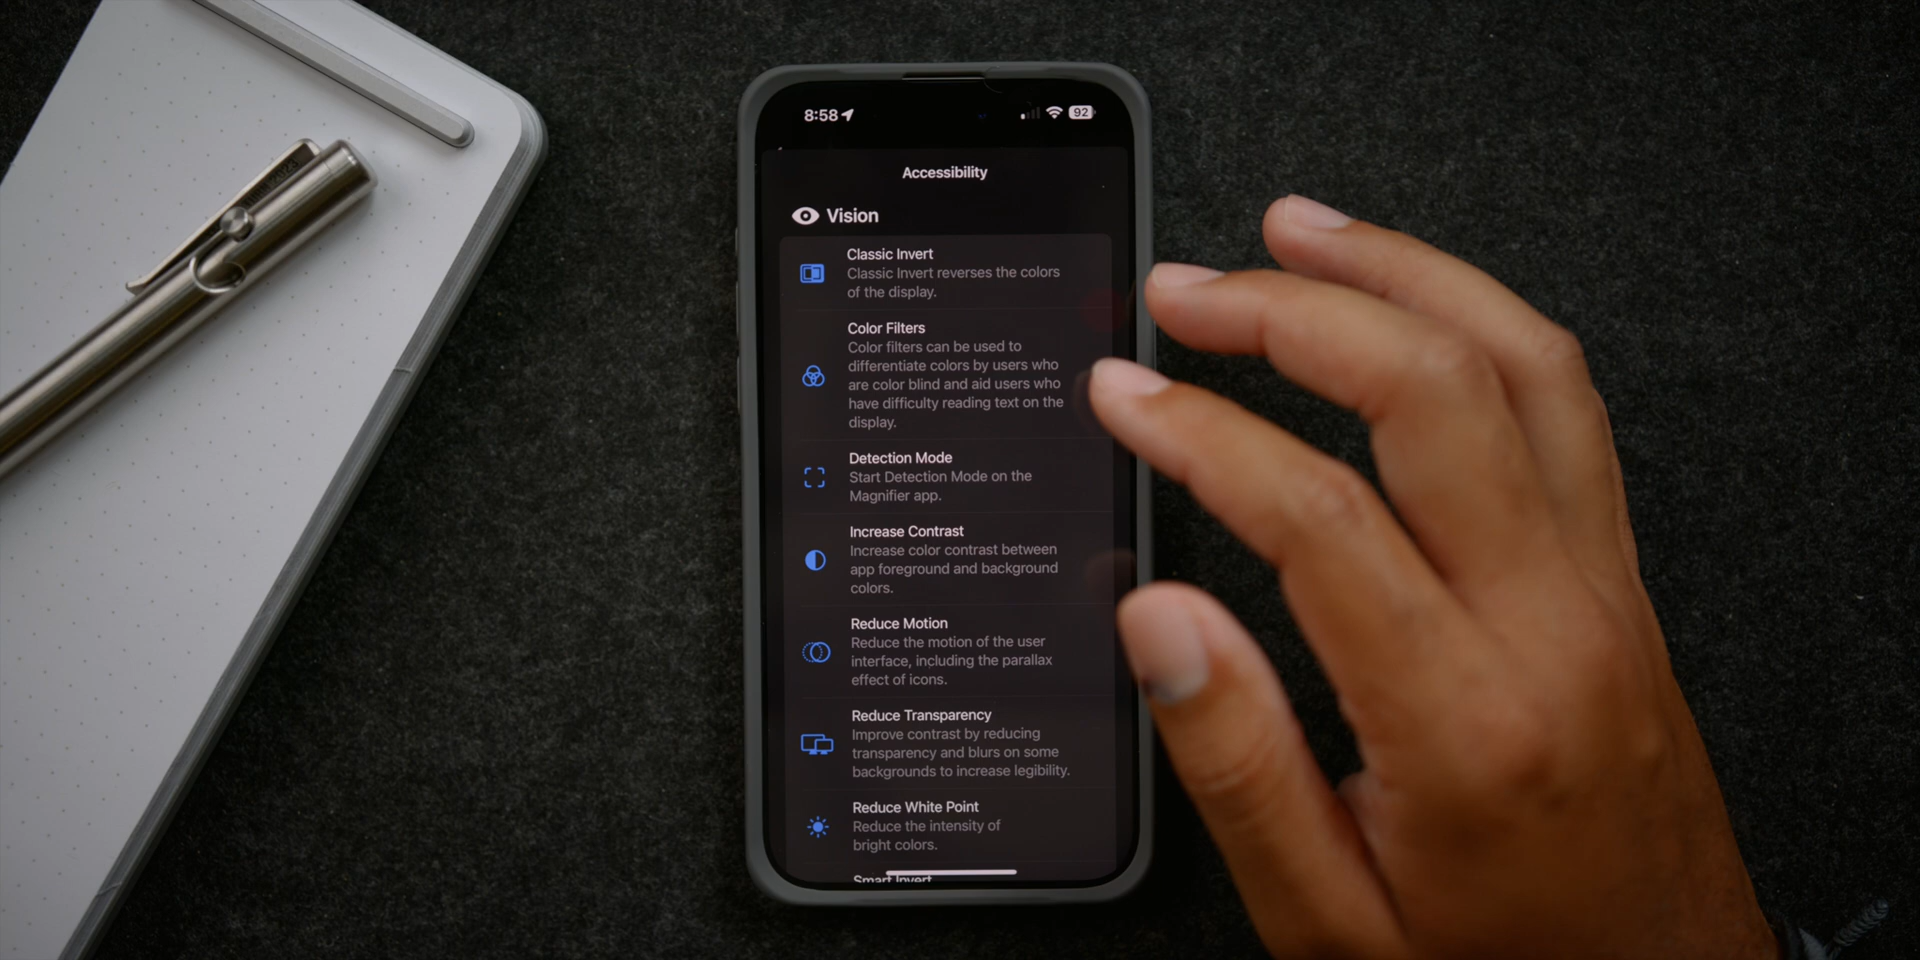 8:58
92
Accessibility
Vision
Classic Invert
Classic Invert reverses the colors
of the display.
Color Filters
Color filters can be used to
differentiate colors by users who
are color blind and aid users who
have difficulty reading text on the
display.
Detection Mode
Start Detection Mode on the
Magnifier app.
Increase Contrast
Increase color contrast between
app foreground and background
colors.
Reduce Motion
Reduce the motion of the user
interface, including the parallax
effect of icons.
Reduce Transparency
Improve contrast by reducing
transparency and blurs on some
backgrounds to increase legibility.
Reduce White Point
Reduce the intensity of
bright colors.
Smart Invert